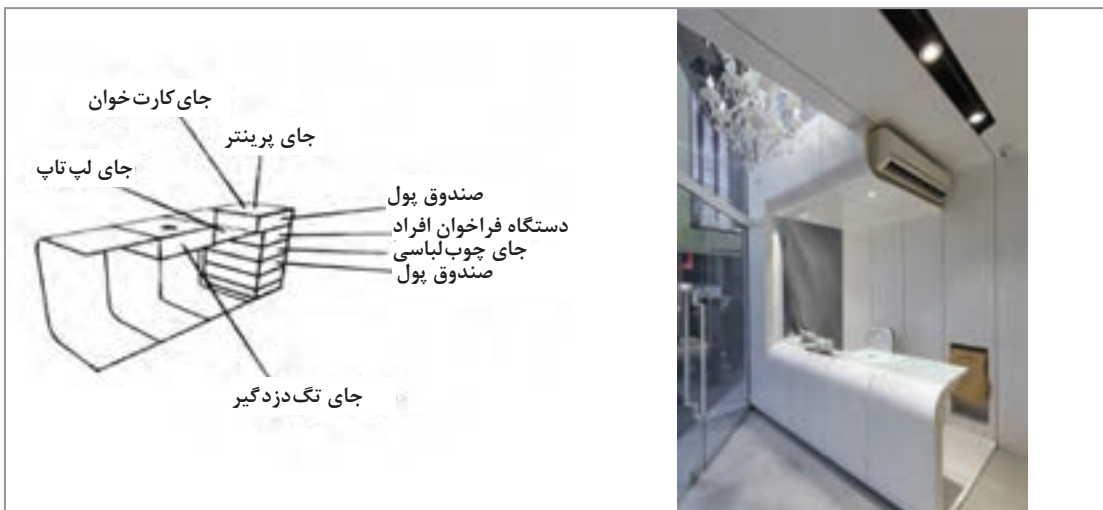 جای کارت‌خوان
جای پرینتر
جای لپ‌تاپ
صندوق پول
دستگاه فراخوان افراد
جای چوب‌لباسی
صندوق پول
جای تگ‌دزدگیر